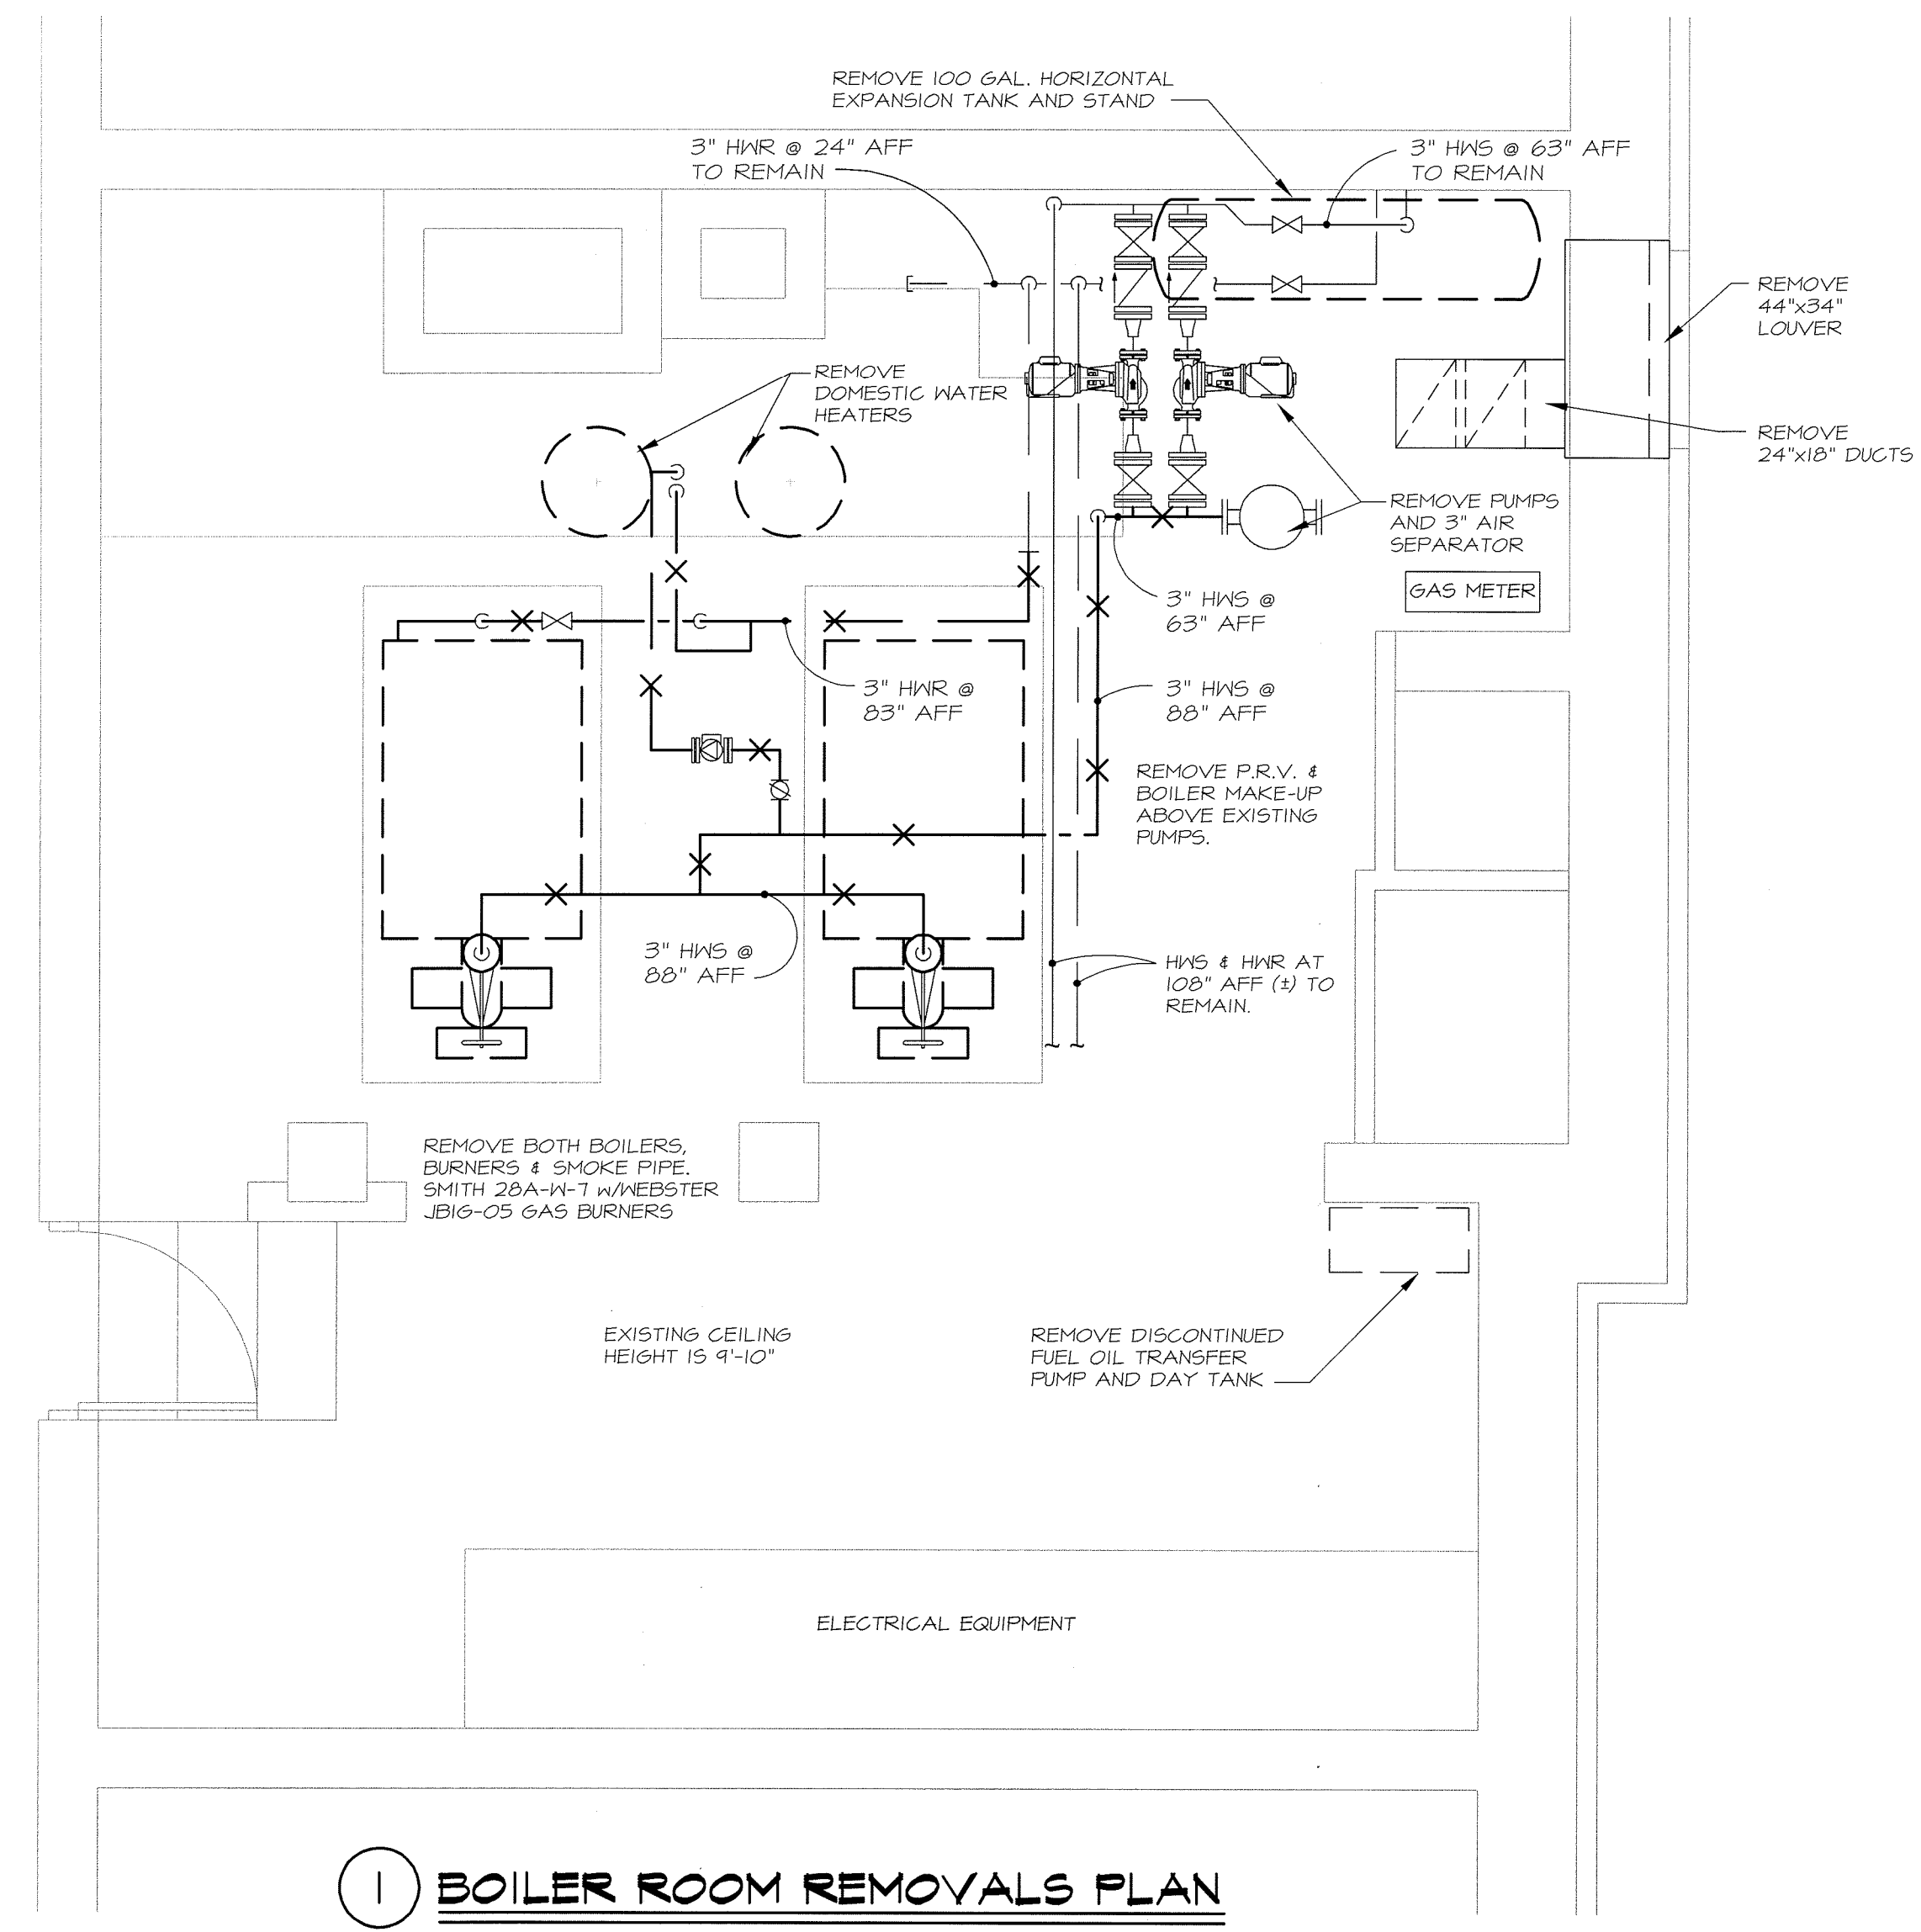 REMOVE 100 GAL. HORIZONTAL
EXPANSION TANK AND STAND
3" HWR @ 24" AFF
TO REMAIN
3" HWS @ 63" AFF
TO REMAIN
REMOVE
44"x34"
LOUVER
REMOVE
DOMESTIC WATER
HEATERS
REMOVE
24"x18" DUCTS
REMOVE PUMPS
AND 3" AIR
SEPARATOR
GAS METER
3" HWS @
63" AFF
3" HWR @
83" AFF
3" HWS @
88" AFF
REMOVE P.R.V. &
BOILER MAKE-UP
ABOVE EXISTING
PUMPS.
3" HWS @
88" AFF
HWS & HWR AT
108" AFF (±) TO
REMAIN.
REMOVE BOTH BOILERS,
BURNERS & SMOKE PIPE.
SMITH 28A-W-7 w/WEBSTER
JB1G-05 GAS BURNERS
EXISTING CEILING
HEIGHT IS 9'-10"
REMOVE DISCONTINUED
FUEL OIL TRANSFER
PUMP AND DAY TANK
ELECTRICAL EQUIPMENT
1 BOILER ROOM REMOVALS PLAN